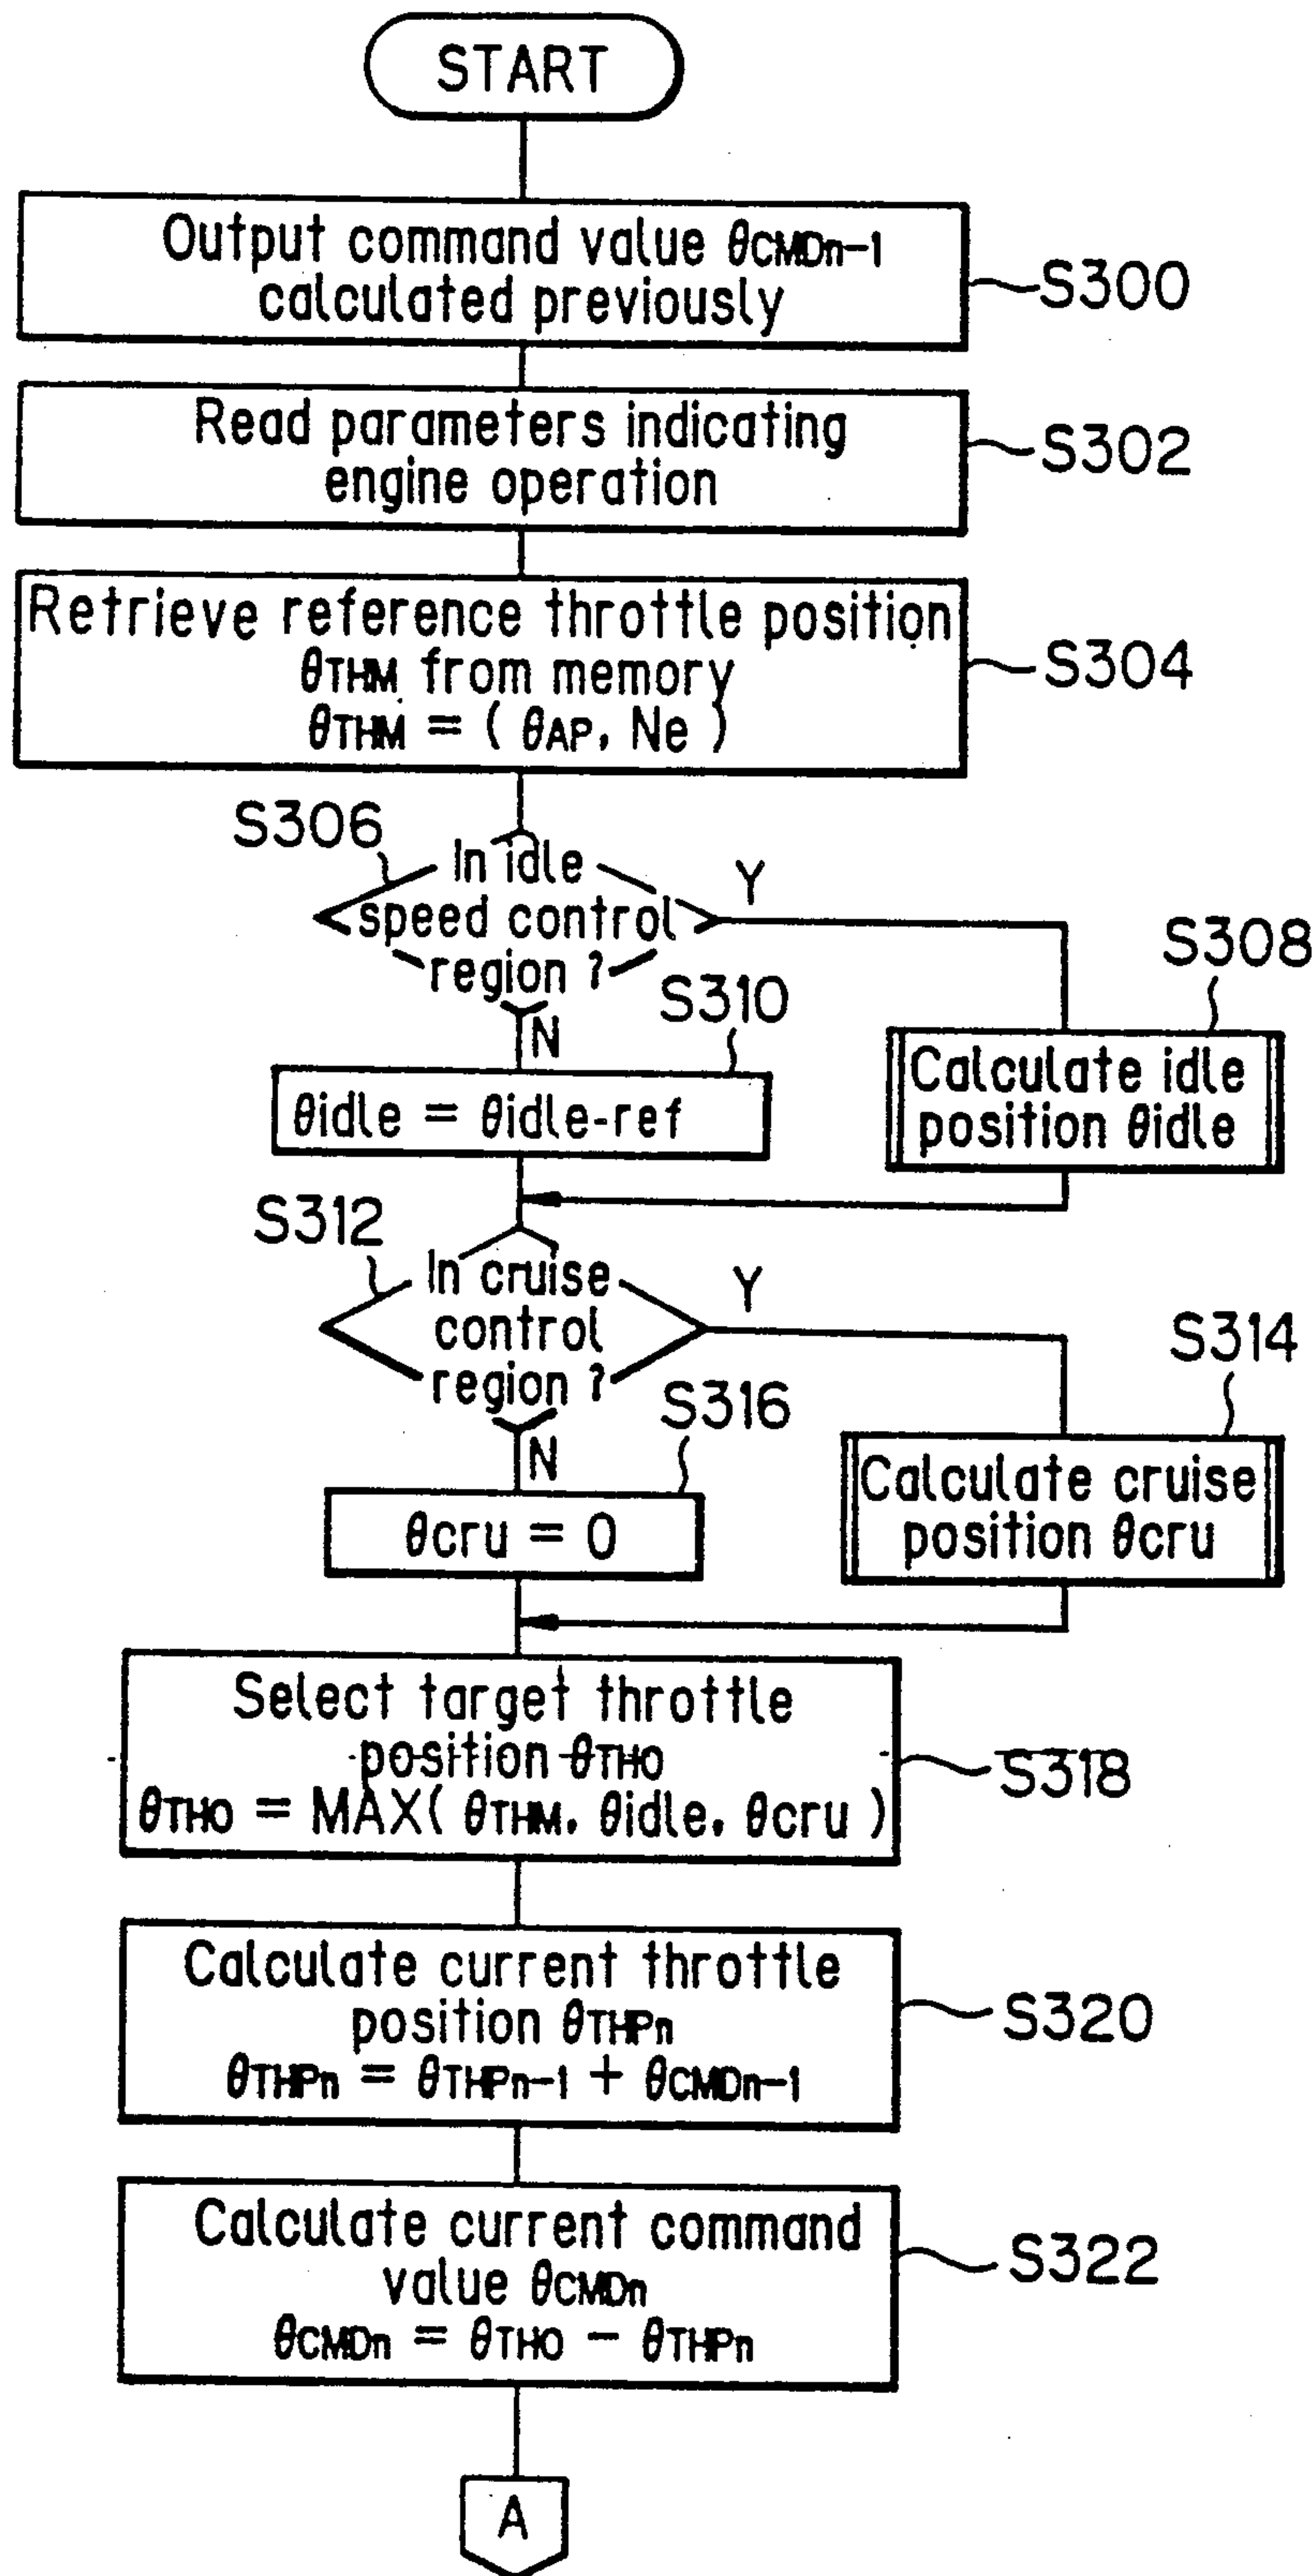 START
Output command value θCMDn-1
calculated previously
S300
Read parameters indicating
engine operation
S302
Retrieve reference throttle position
θTHM from memory
θTHM = ( θAP, Ne )
S304
S306
In idle
speed control
region ?
Y
N
S308
Calculate idle
position θidle
S310
θidle = θidle-ref
S312
In cruise
control
region ?
Y
N
S314
Calculate cruise
position θcru
S316
θcru = 0
Select target throttle
position θTHO
θTHO = MAX( θTHM, θidle, θcru )
S318
Calculate current throttle
position θTHPn
θTHPn = θTHPn-1 + θCMDn-1
S320
Calculate current command
value θCMDn
θCMDn = θTHO - θTHPn
S322
A